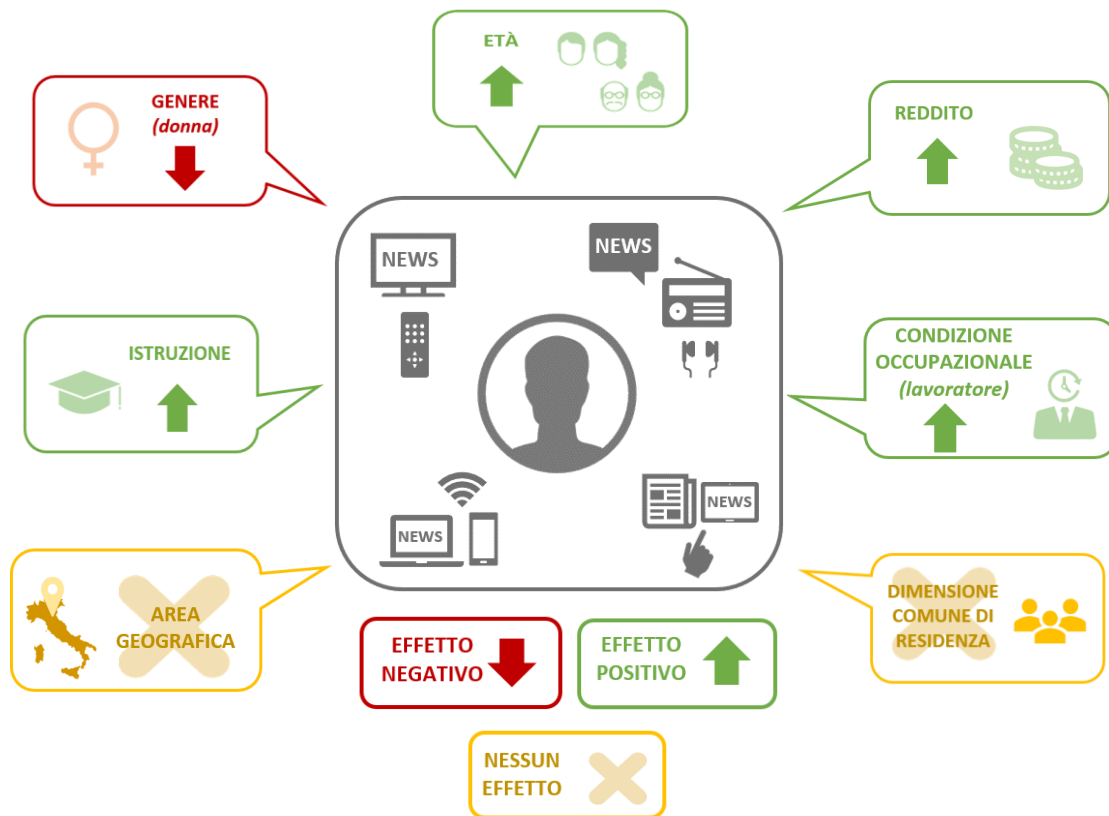 ETÀ
GENERE
(donna)
REDDITO
NEWS
NEWS
ISTRUZIONE
CONDIZIONE
OCCUPAZIONALE
(lavoratore)
NEWS
NEWS
AREA
GEOGRAFICA
DIMENSIONE
COMUNE DI
RESIDENZA
EFFETTO
NEGATIVO
EFFETTO
POSITIVO
NESSUN
EFFETTO